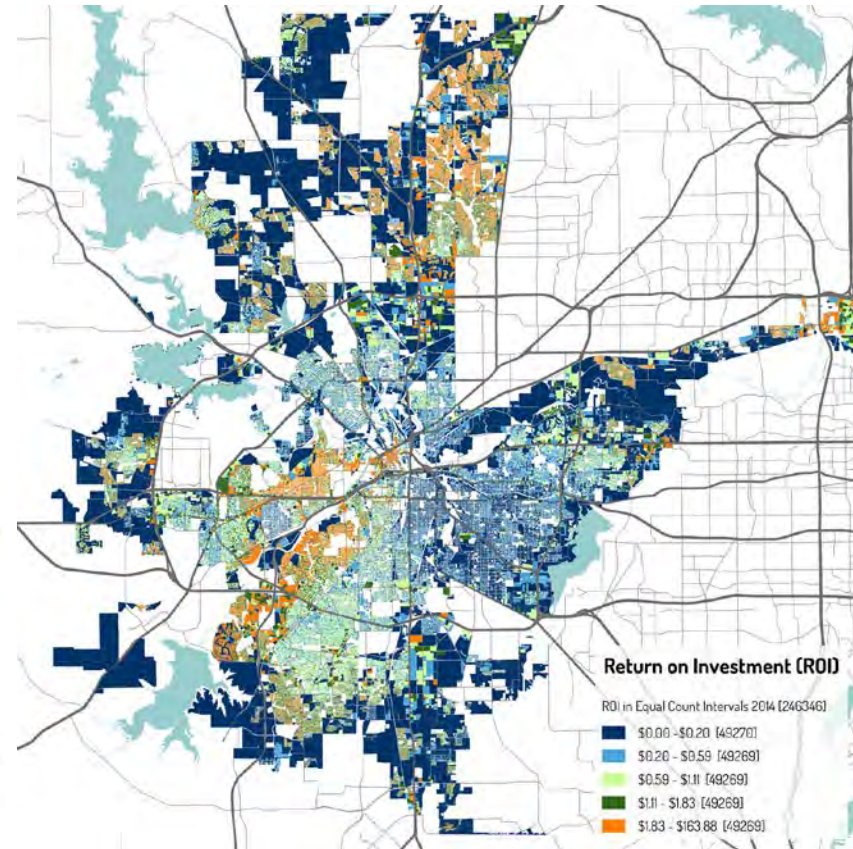 Return on Investment (ROI)
ROI in Equal Count Intervals 2014 [246346]
$0.00 - $0.20 [49270]
$0.20 - $0.59 [49269]
$0.59 - $1.11 [49269]
$1.11 - $1.83 [49269]
$1.83 - $163.88 [49269]